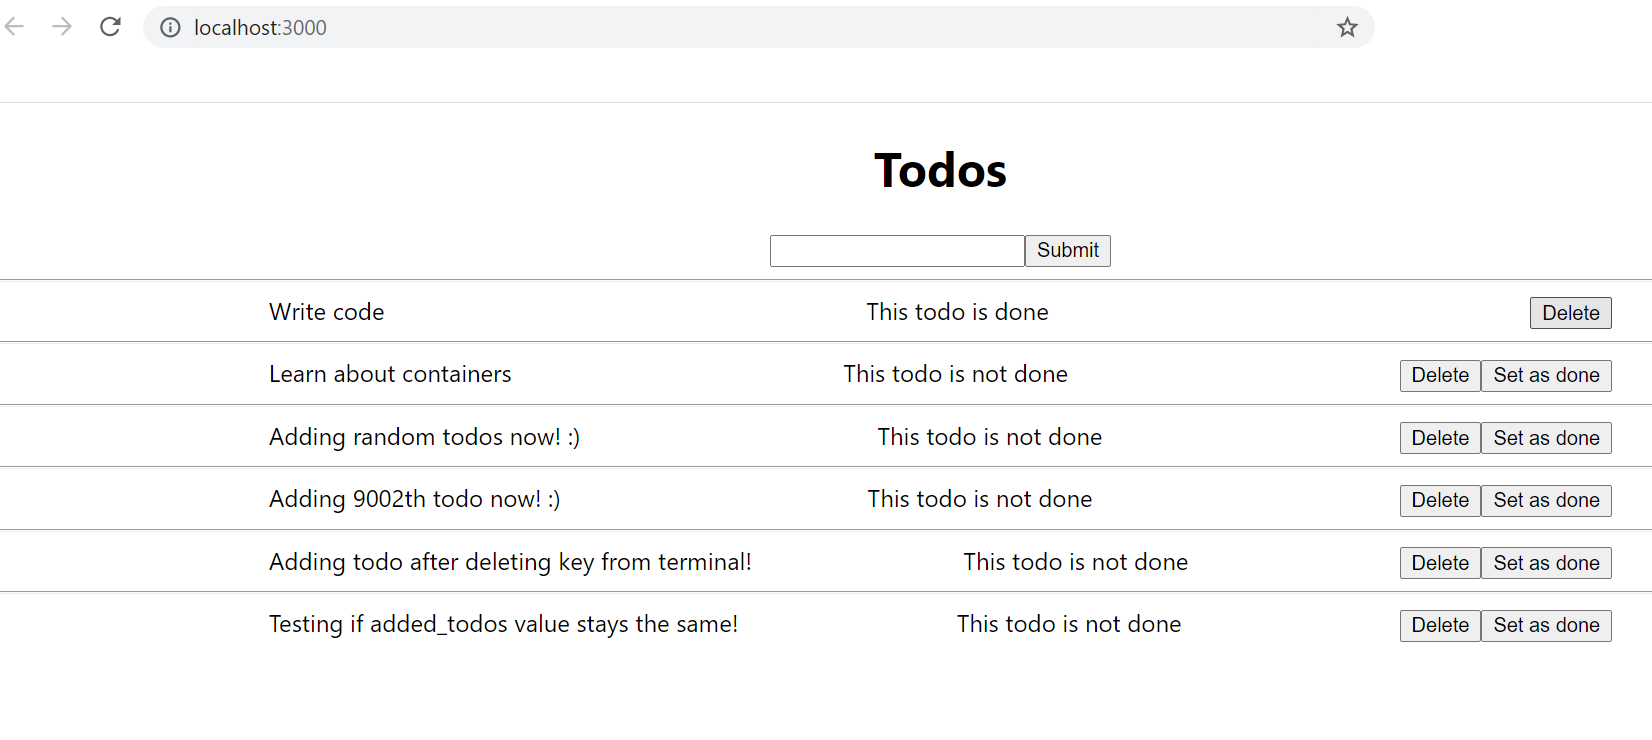 localhost:3000
Todos
Submit
Write code This todo is done Delete
Learn about containers This todo is not done Delete Set as done
Adding random todos now! :) This todo is not done Delete Set as done
Adding 9002th todo now! :) This todo is not done Delete Set as done
Adding todo after deleting key from terminal! This todo is not done Delete Set as done
Testing if added_todos value stays the same! This todo is not done Delete Set as done